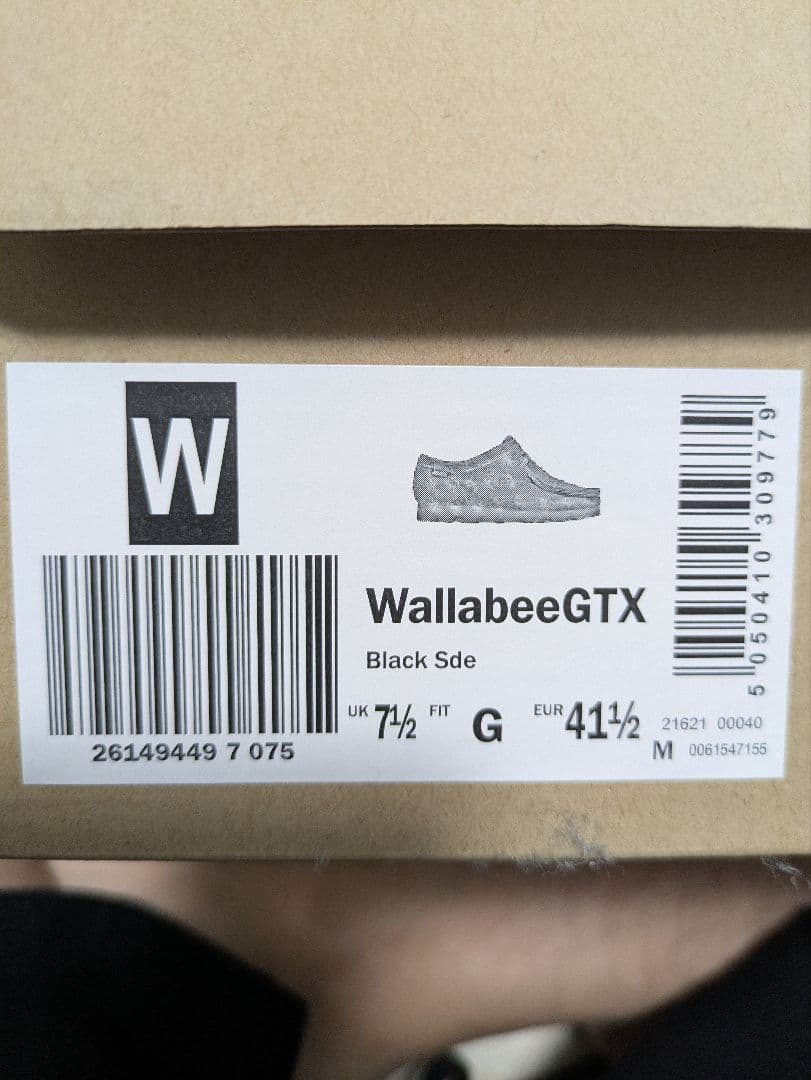 W
26149449 7 075
WallabeeGTX
Black Sde
UK 7½ FIT G EUR 41½
21621 00040
M 0061547155
5 050410 309779